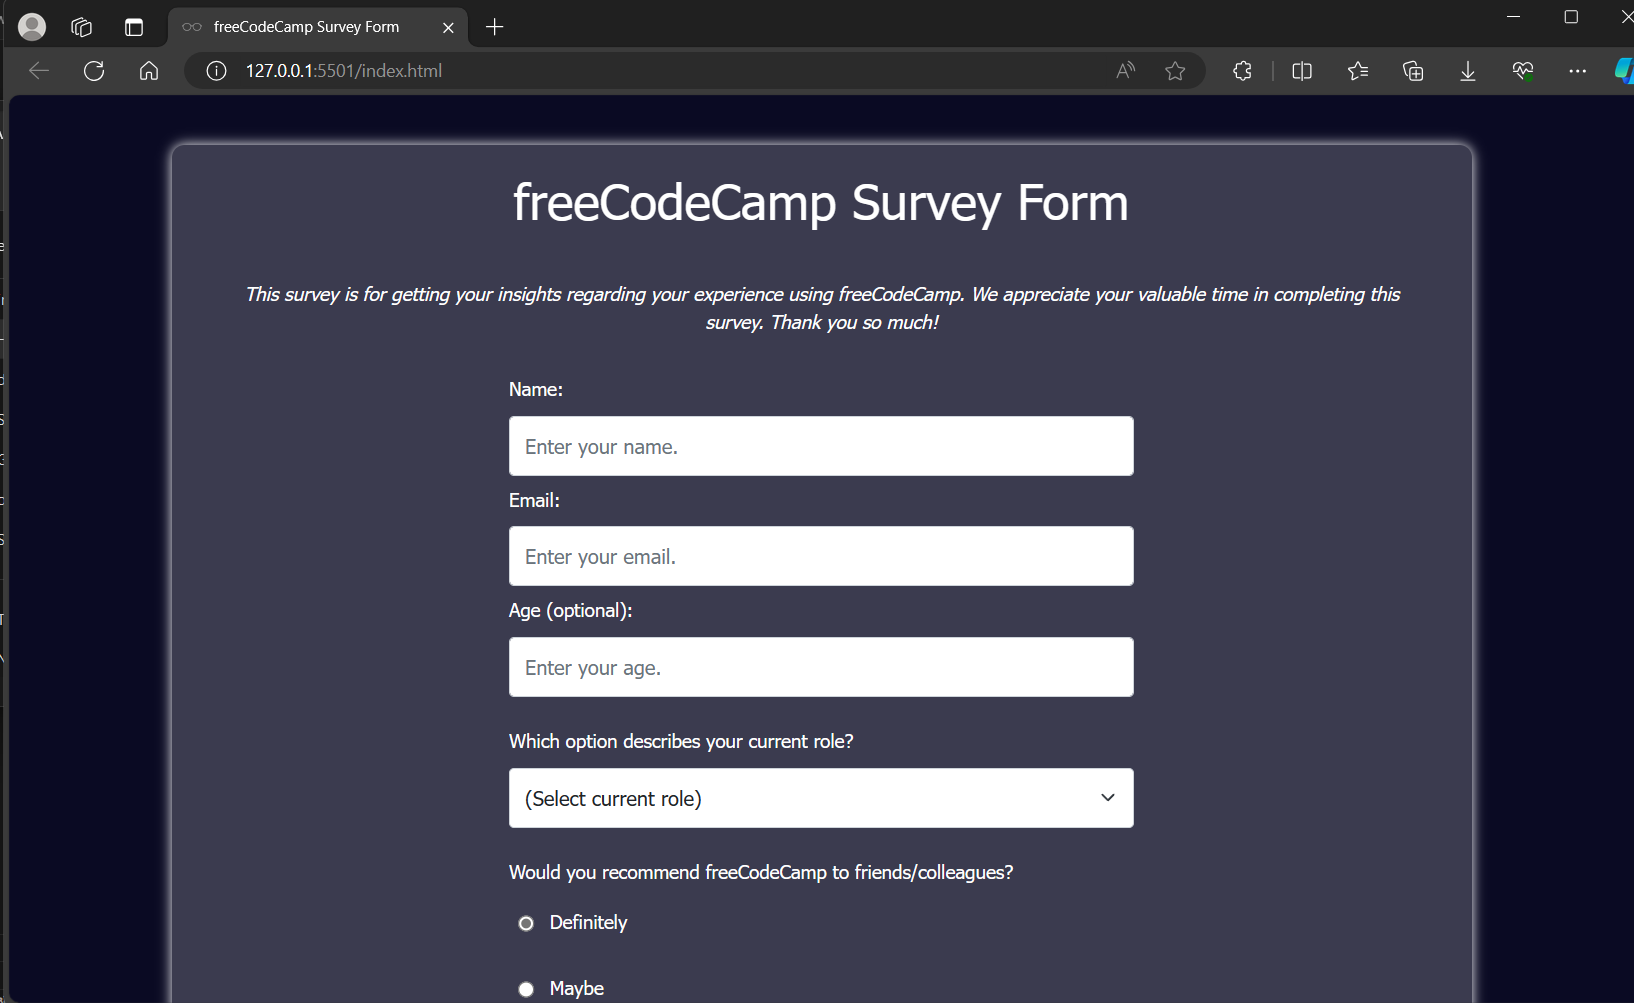 freeCodeCamp Survey Form
127.0.0.1:5501/index.html
freeCodeCamp Survey Form
This survey is for getting your insights regarding your experience using freeCodeCamp. We appreciate your valuable time in completing this
survey. Thank you so much!
Name:
Enter your name.
Email:
Enter your email.
Age (optional):
Enter your age.
Which option describes your current role?
(Select current role)
Would you recommend freeCodeCamp to friends/colleagues?
Definitely
Maybe